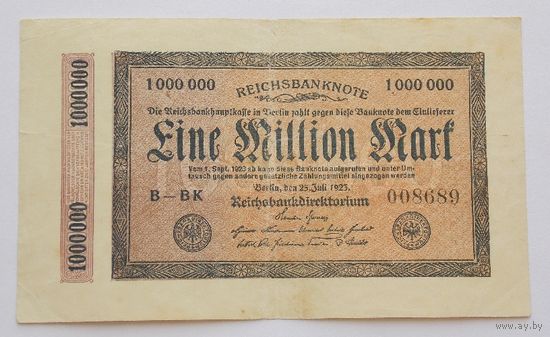 1000000 1000000
1 000 000 1 000 000
REICHSBANKNOTE
Die Reichsbankhauptkasse in Berlin zahlt gegen diese Banknote dem Einlieferer
Eine Million Mark
Vom 1. Sept. 1923 ab kann diese Banknote aufgerufen und unter Um-
tausch gegen andere gesetzliche Zahlungsmittel eingezogen werden
Berlin, den 25. Juli 1923.
B-BK Reichsbankdirektorium 008689
www.ay.by